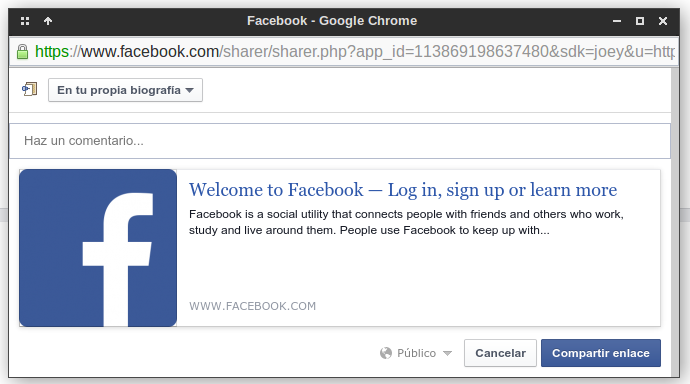 Facebook - Google Chrome
https://www.facebook.com/sharer/sharer.php?app_id=113869198637480&sdk=joey&u=http
En tu propia biografía
Haz un comentario...
Welcome to Facebook — Log in, sign up or learn more
Facebook is a social utility that connects people with friends and others who work,
study and live around them. People use Facebook to keep up with...
WWW.FACEBOOK.COM
Público
Cancelar
Compartir enlace